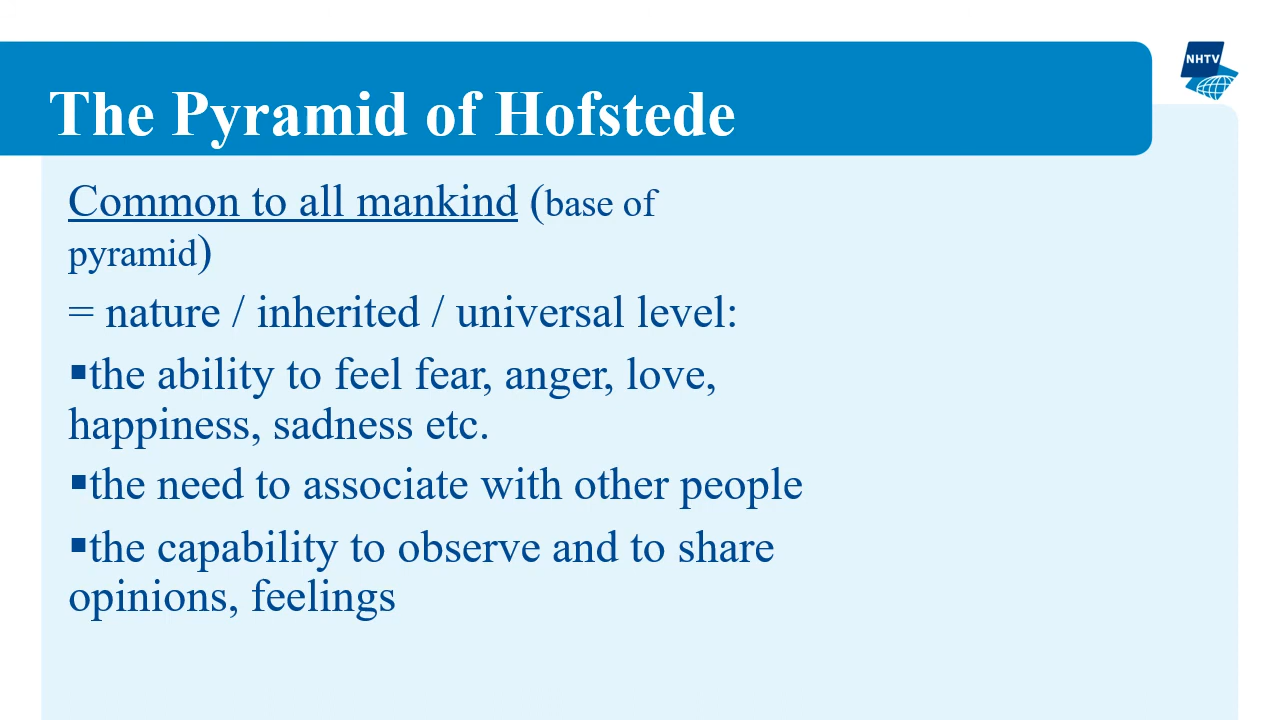 NHTV
The Pyramid of Hofstede
Common to all mankind (base of
pyramid)
= nature / inherited / universal level:
▪the ability to feel fear, anger, love,
happiness, sadness etc.
▪the need to associate with other people
▪the capability to observe and to share
opinions, feelings